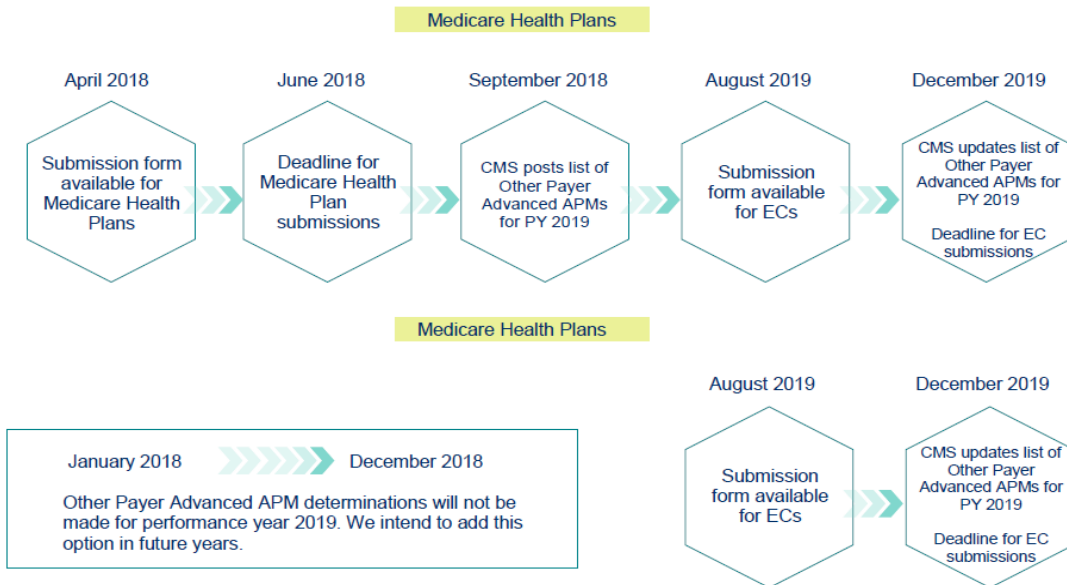 Medicare Health Plans
April 2018
June 2018
September 2018
August 2019
December 2019
Submission form
available for
Medicare Health
Plans
Deadline for
Medicare Health
Plan
submissions
CMS posts list of
Other Payer
Advanced APMs
for PY 2019
Submission
form available
for ECs
CMS updates list of
Other Payer
Advanced APMs for
PY 2019
Deadline for EC
submissions
Medicare Health Plans
January 2018
December 2018
Other Payer Advanced APM determinations will not be
made for performance year 2019. We intend to add this
option in future years.
August 2019
December 2019
Submission
form available
for ECs
CMS updates list of
Other Payer
Advanced APMs for
PY 2019
Deadline for EC
submissions